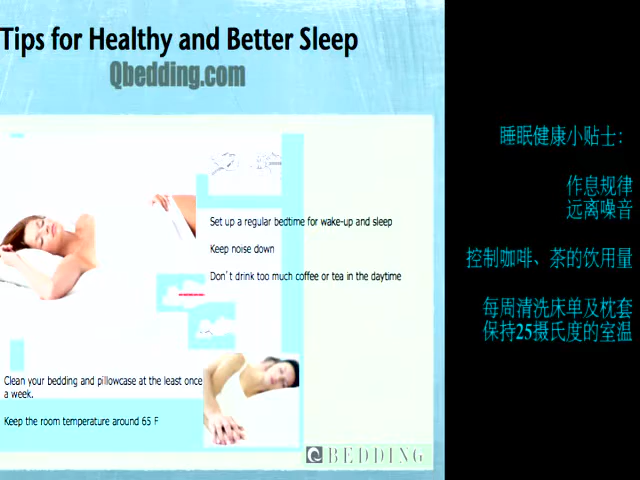 Tips for Healthy and Better Sleep
Qbedding.com
Set up a regular bedtime for wake-up and sleep
Keep noise down
Don't drink too much coffee or tea in the daytime
Clean your bedding and pillowcase at the least once
a week.
Keep the room temperature around 65 F
BEDDING
睡眠健康小贴士：
作息规律
远离噪音
控制咖啡、茶的饮用量
每周清洗床单及枕套
保持25摄氏度的室温